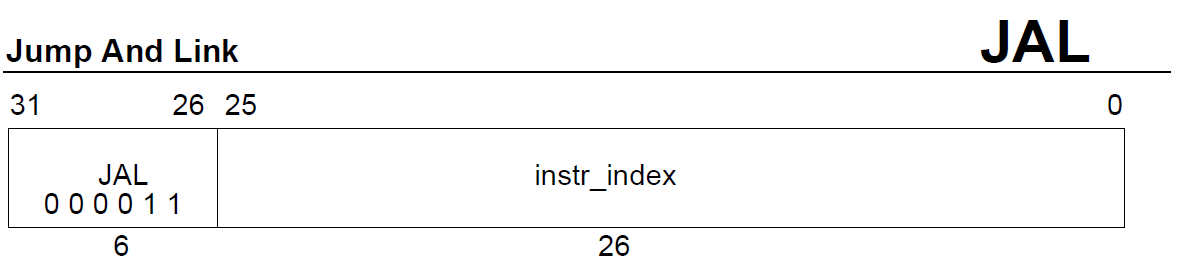 Jump And Link JAL
31 26 25 0
JAL instr_index
0 0 0 0 1 1
6 26